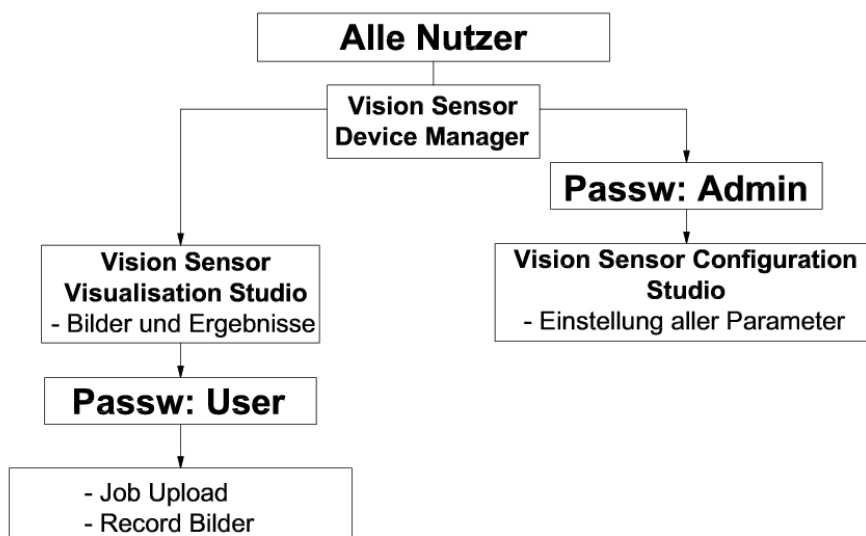 Alle Nutzer
Vision Sensor
Device Manager
Passw: Admin
Vision Sensor
Visualisation Studio
- Bilder und Ergebnisse
Vision Sensor Configuration
Studio
- Einstellung aller Parameter
Passw: User
- Job Upload
- Record Bilder